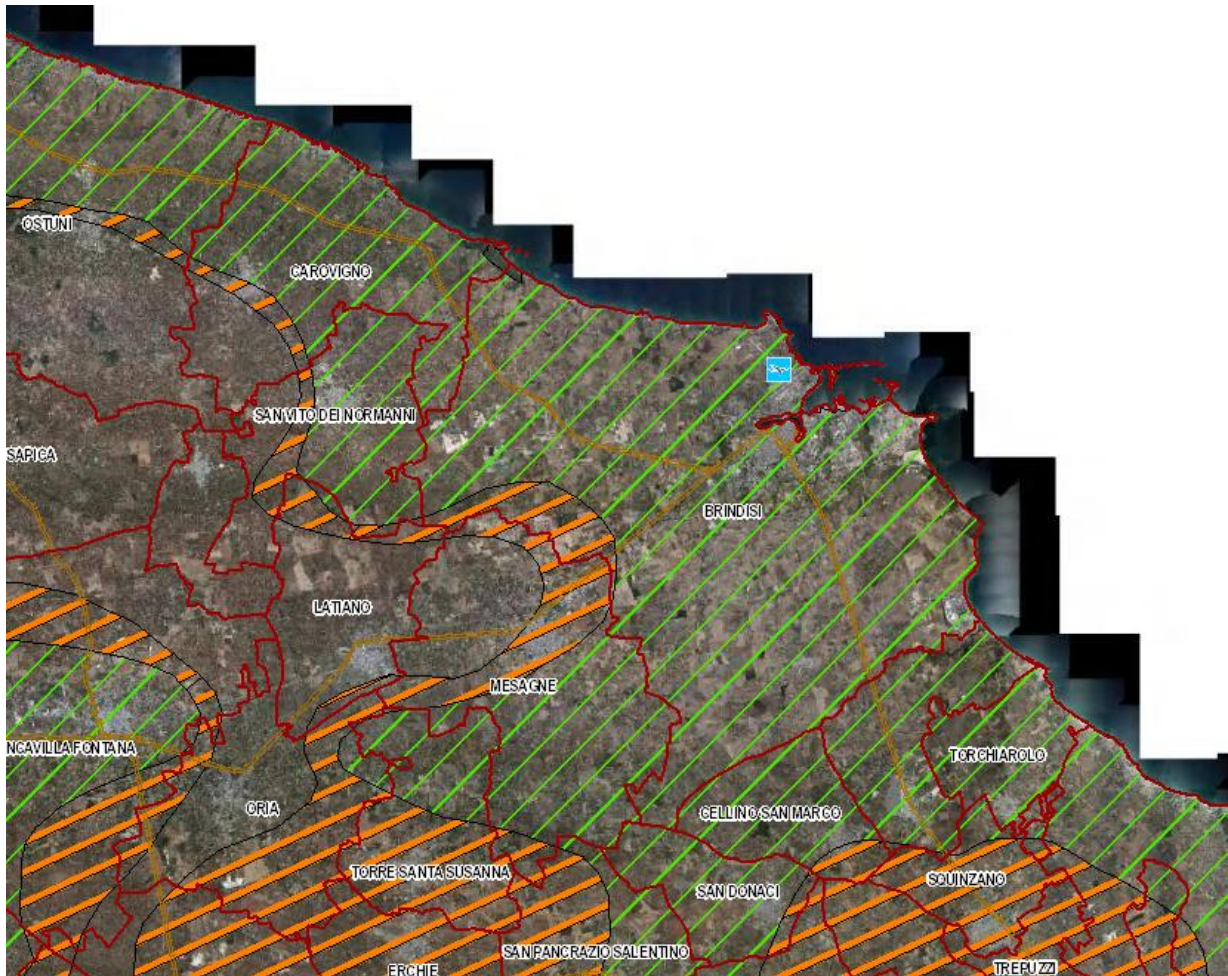 OSTUNI
CAROVIGNO
SAN VITO DEI NORMANNI
SAPICA
BRINDISI
LATIANO
MESAGNE
NCAVILLA FONTANA
TORCHIAROLO
ORIA
CELLINO SAN MARCO
TORRE SANTA SUSANNA
SQUINZANO
SAN DONACI
SAN PANCRAZIO SALENTINO
TREPUZZI
ERCHIE